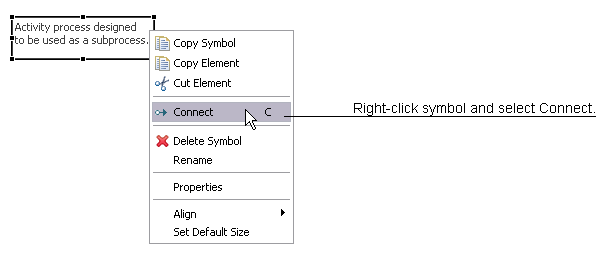 Activity process designed
to be used as a subprocess.
Copy Symbol
Copy Element
Cut Element
Connect C
Right-click symbol and select Connect.
Delete Symbol
Rename
Properties
Align
Set Default Size